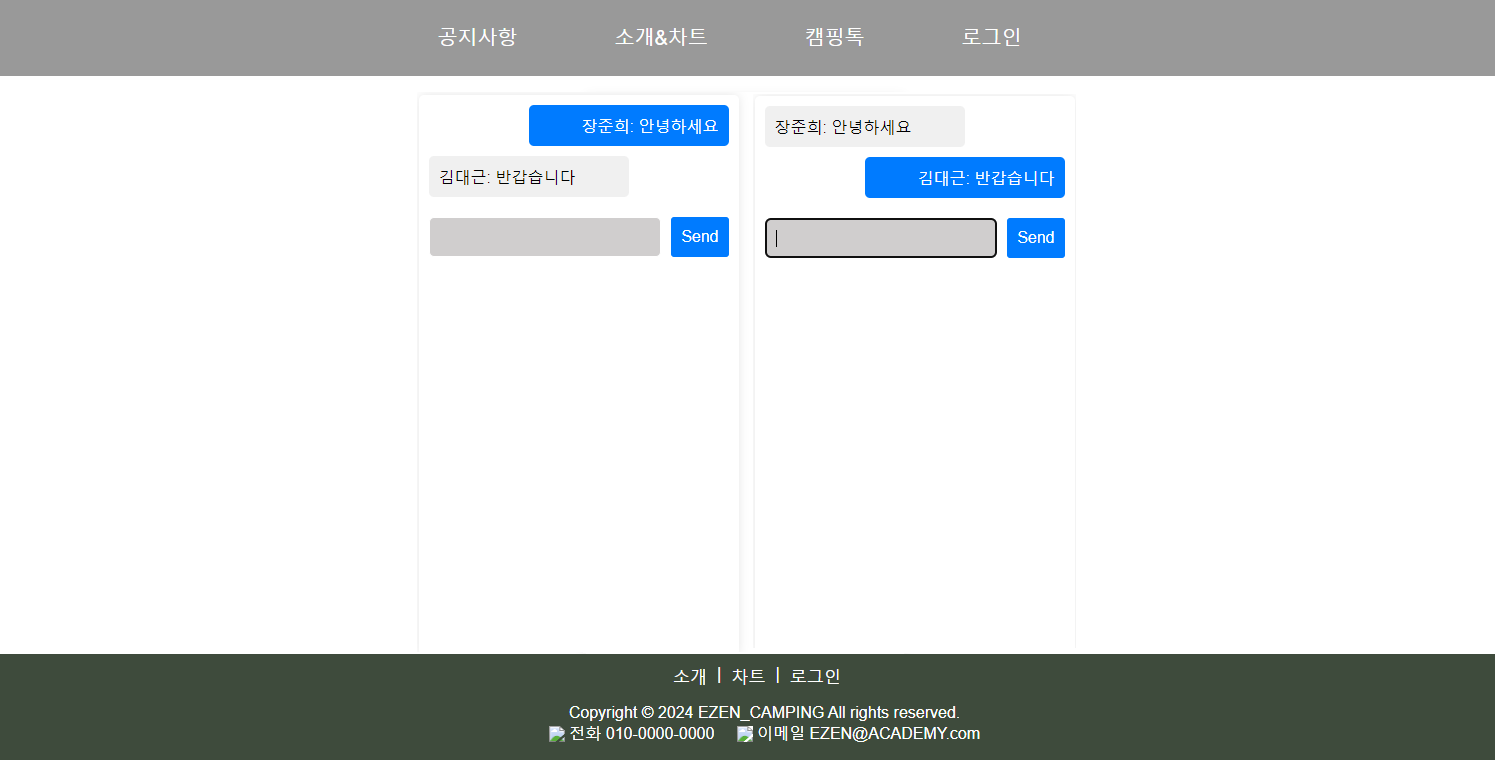 공지사항 소개&차트 캠핑톡 로그인
장준희: 안녕하세요
김대근: 반갑습니다
Send
장준희: 안녕하세요
김대근: 반갑습니다
Send
소개 | 차트 | 로그인
Copyright © 2024 EZEN_CAMPING All rights reserved.
전화 010-0000-0000 이메일 EZEN@ACADEMY.com